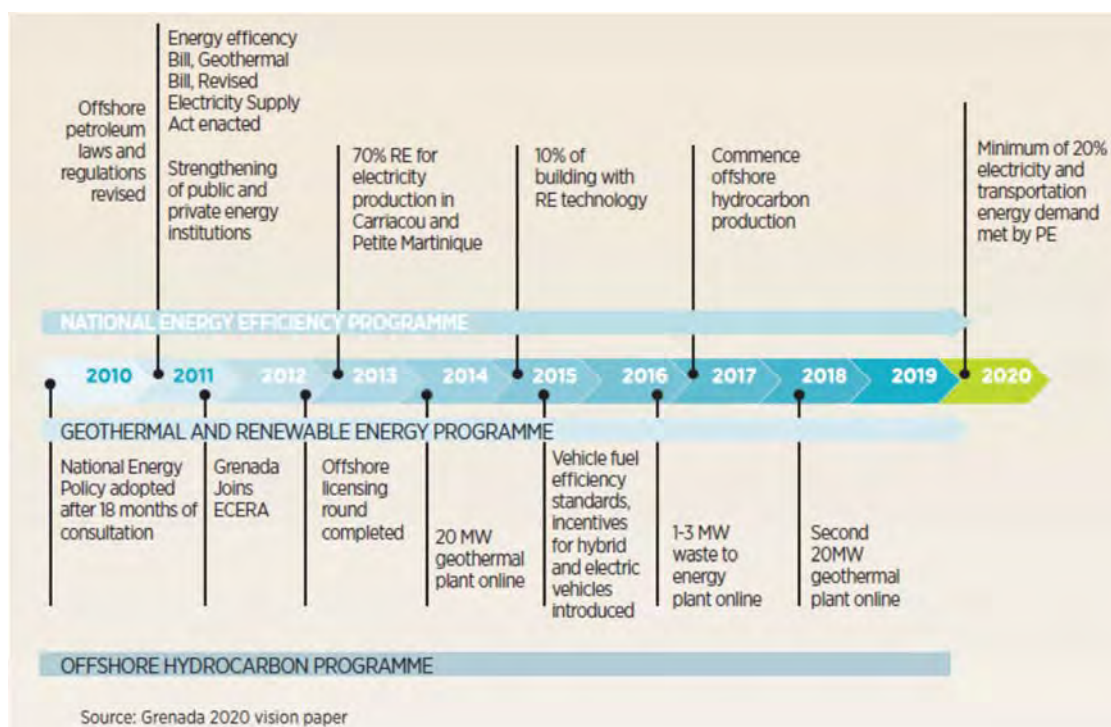 Offshore
petroleum
laws and
regulations
revised
Energy efficency
Bill, Geothermal
Bill, Revised
Electricity Supply
Act enacted
Strengthening
of public and
private energy
institutions
70% RE for
electricity
production in
Carriacou and
Petite Martinique
10% of
building with
RE technology
Commence
offshore
hydrocarbon
production
Minimum of 20%
electricity and
transportation
energy demand
met by PE
NATIONAL ENERGY EFFICIENCY PROGRAMME
2010 2011 2012 2013 2014 2015 2016 2017 2018 2019 2020
GEOTHERMAL AND RENEWABLE ENERGY PROGRAMME
National Energy
Policy adopted
after 18 months of
consultation
Grenada
Joins
ECERA
Offshore
licensing
round
completed
20 MW
geothermal
plant online
Vehicle fuel
efficiency
standards,
incentives
for hybrid
and electric
vehicles
introduced
1-3 MW
waste to
energy
plant online
Second
20MW
geothermal
plant online
OFFSHORE HYDROCARBON PROGRAMME
Source: Grenada 2020 vision paper